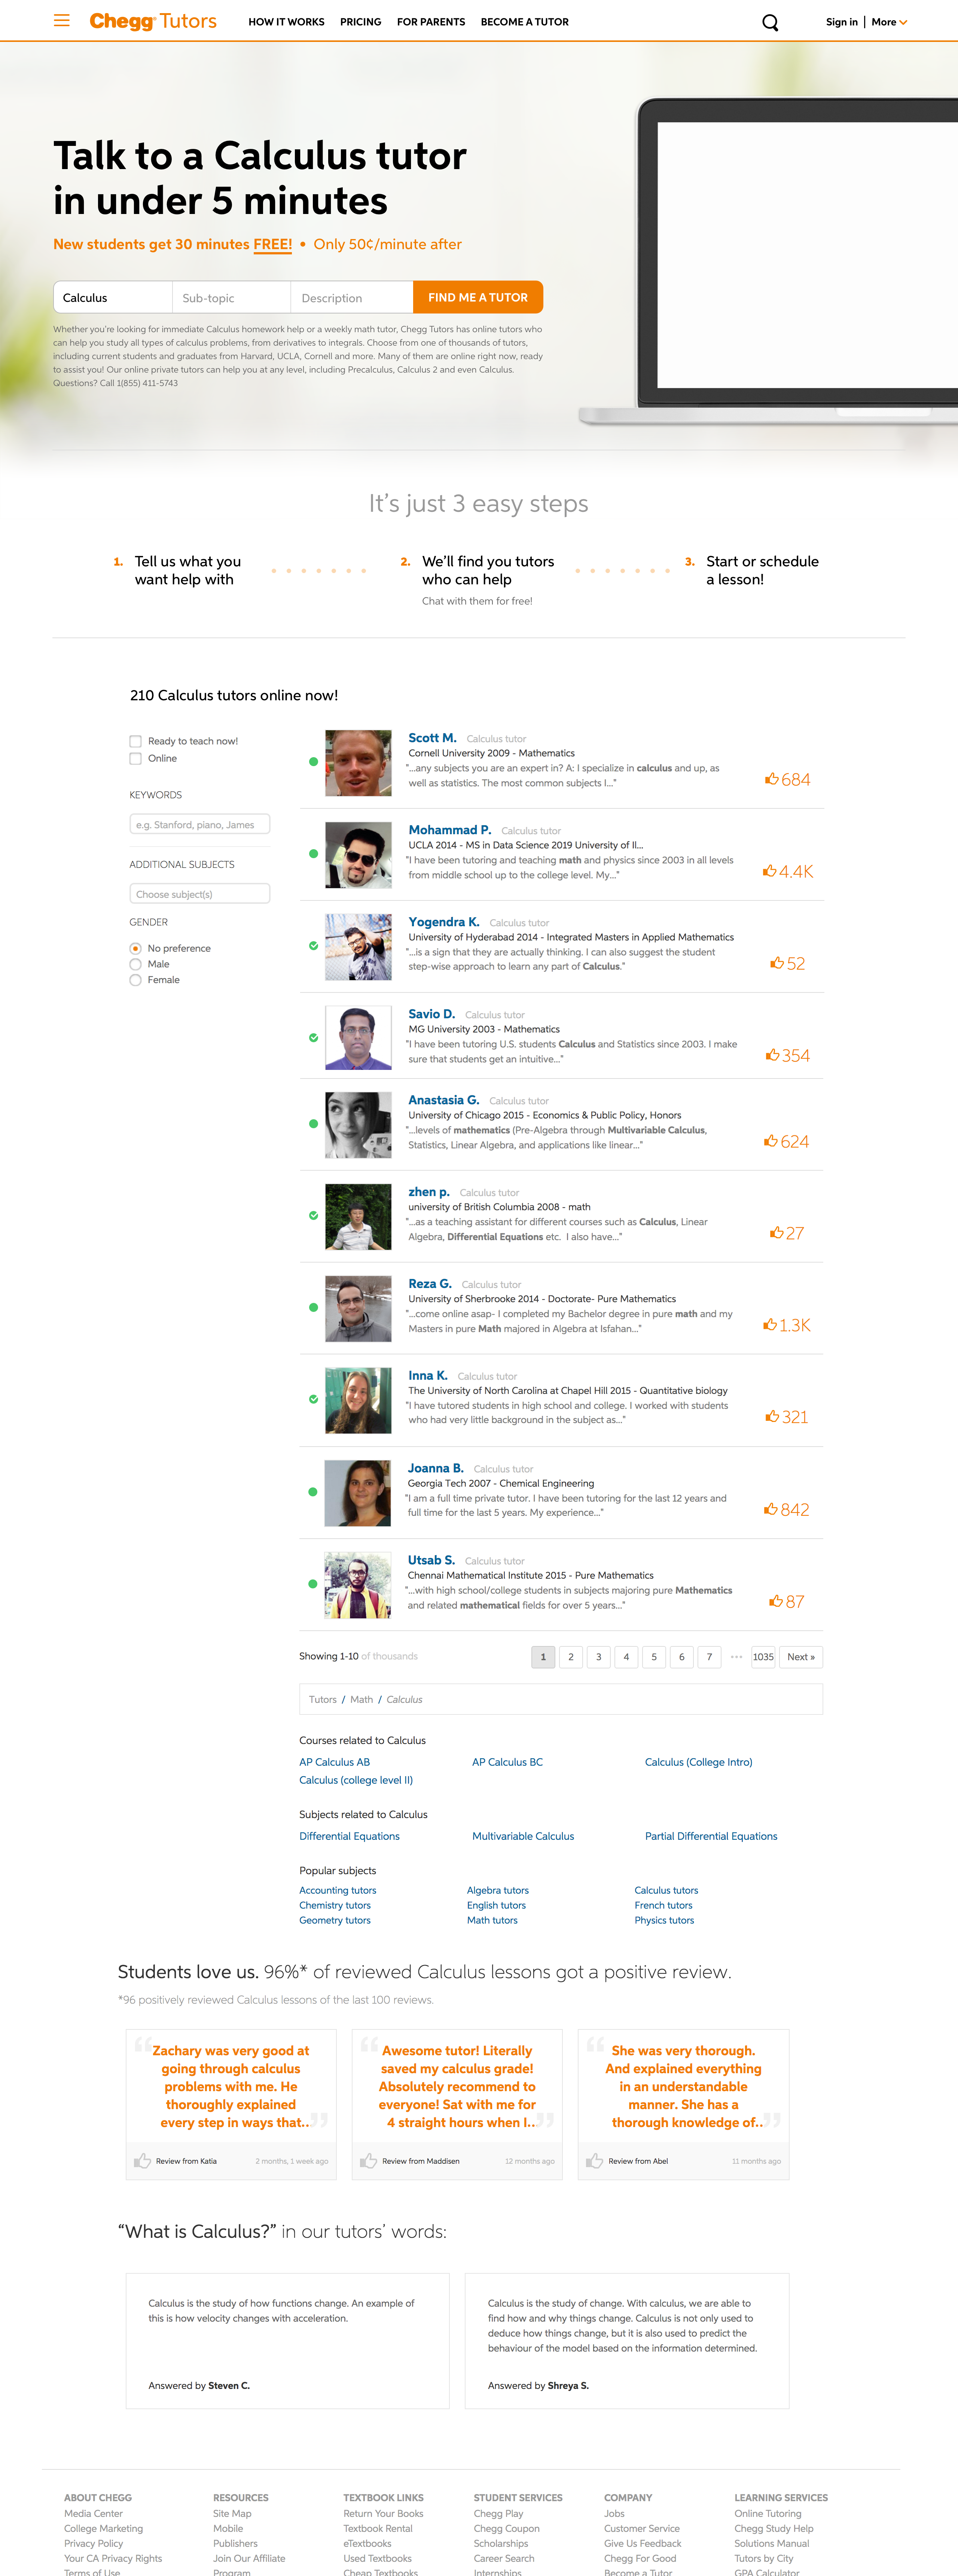 Chegg Tutors
HOW IT WORKS PRICING FOR PARENTS BECOME A TUTOR
Sign in | More
Talk to a Calculus tutor
in under 5 minutes
New students get 30 minutes FREE! • Only 50¢/minute after
Calculus Sub-topic Description FIND ME A TUTOR
Whether you're looking for immediate Calculus homework help or a weekly math tutor, Chegg Tutors has online tutors who
can help you study all types of calculus problems, from derivatives to integrals. Choose from one of thousands of tutors,
including current students and graduates from Harvard, UCLA, Cornell and more. Many of them are online right now, ready
to assist you! Our online private tutors can help you at any level, including Precalculus, Calculus 2 and even Calculus.
Questions? Call 1(855) 411-5743
It's just 3 easy steps
1. Tell us what you
want help with
2. We'll find you tutors
who can help
Chat with them for free!
3. Start or schedule
a lesson!
210 Calculus tutors online now!
Ready to teach now!
Online
KEYWORDS
e.g. Stanford, piano, James
ADDITIONAL SUBJECTS
Choose subject(s)
GENDER
No preference
Male
Female
Scott M. Calculus tutor
Cornell University 2009 - Mathematics
"...any subjects you are an expert in? A: I specialize in calculus and up, as
well as statistics. The most common subjects I..."
684
Mohammad P. Calculus tutor
UCLA 2014 - MS in Data Science 2019 University of Il...
"I have been tutoring and teaching math and physics since 2003 in all levels
from middle school up to the college level. My..."
4.4K
Yogendra K. Calculus tutor
University of Hyderabad 2014 - Integrated Masters in Applied Mathematics
"...is a sign that they are actually thinking. I can also suggest the student
step-wise approach to learn any part of Calculus."
52
Savio D. Calculus tutor
MG University 2003 - Mathematics
"I have been tutoring U.S. students Calculus and Statistics since 2003. I make
sure that students get an intuitive..."
354
Anastasia G. Calculus tutor
University of Chicago 2015 - Economics & Public Policy, Honors
"...levels of mathematics (Pre-Algebra through Multivariable Calculus,
Statistics, Linear Algebra, and applications like linear..."
624
zhen p. Calculus tutor
university of British Columbia 2008 - math
"...as a teaching assistant for different courses such as Calculus, Linear
Algebra, Differential Equations etc. I also have..."
27
Reza G. Calculus tutor
University of Sherbrooke 2014 - Doctorate- Pure Mathematics
"...come online asap- I completed my Bachelor degree in pure math and my
Masters in pure Math majored in Algebra at Isfahan..."
1.3K
Inna K. Calculus tutor
The University of North Carolina at Chapel Hill 2015 - Quantitative biology
"I have tutored students in high school and college. I worked with students
who had very little background in the subject as..."
321
Joanna B. Calculus tutor
Georgia Tech 2007 - Chemical Engineering
"I am a full time private tutor. I have been tutoring for the last 12 years and
full time for the last 5 years. My experience..."
842
Utsab S. Calculus tutor
Chennai Mathematical Institute 2015 - Pure Mathematics
"...with high school/college students in subjects majoring pure Mathematics
and related mathematical fields for over 5 years..."
87
Showing 1-10 of thousands 1 2 3 4 5 6 7 ••• 1035 Next »
Tutors / Math / Calculus
Courses related to Calculus
AP Calculus AB AP Calculus BC Calculus (College Intro)
Calculus (college level II)
Subjects related to Calculus
Differential Equations Multivariable Calculus Partial Differential Equations
Popular subjects
Accounting tutors Algebra tutors Calculus tutors
Chemistry tutors English tutors French tutors
Geometry tutors Math tutors Physics tutors
Students love us. 96%* of reviewed Calculus lessons got a positive review.
*96 positively reviewed Calculus lessons of the last 100 reviews.
Zachary was very good at
going through calculus
problems with me. He
thoroughly explained
every step in ways that..
Review from Katia 2 months, 1 week ago
Awesome tutor! Literally
saved my calculus grade!
Absolutely recommend to
everyone! Sat with me for
4 straight hours when I..
Review from Maddisen 12 months ago
She was very thorough.
And explained everything
in an understandable
manner. She has a
thorough knowledge of..
Review from Abel 11 months ago
"What is Calculus?" in our tutors' words:
Calculus is the study of how functions change. An example of
this is how velocity changes with acceleration.
Answered by Steven C.
Calculus is the study of change. With calculus, we are able to
find how and why things change. Calculus is not only used to
deduce how things change, but it is also used to predict the
behaviour of the model based on the information determined.
Answered by Shreya S.
ABOUT CHEGG RESOURCES TEXTBOOK LINKS STUDENT SERVICES COMPANY LEARNING SERVICES
Media Center Site Map Return Your Books Chegg Play Jobs Online Tutoring
College Marketing Mobile Textbook Rental Chegg Coupon Customer Service Chegg Study Help
Privacy Policy Publishers eTextbooks Scholarships Give Us Feedback Solutions Manual
Your CA Privacy Rights Join Our Affiliate Used Textbooks Career Search Chegg For Good Tutors by City
Terms of Use Program Cheap Textbooks Internships Become a Tutor GPA Calculator